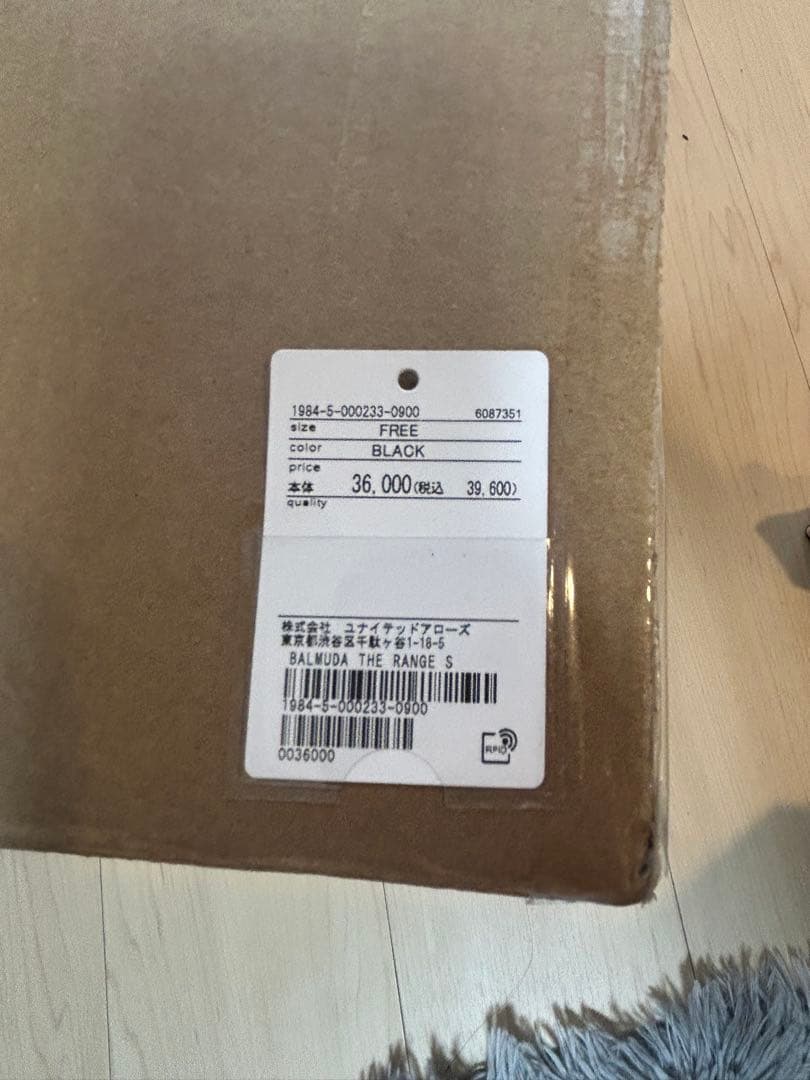 1984-5-000233-0900 6087351
size FREE
color BLACK
price
本体 36,000(税込 39,600)
quality
株式会社 ユナイテッドアローズ
東京都渋谷区千駄ヶ谷1-18-5
BALMUDA THE RANGE S
1984-5-000233-0900
0036000
RFID